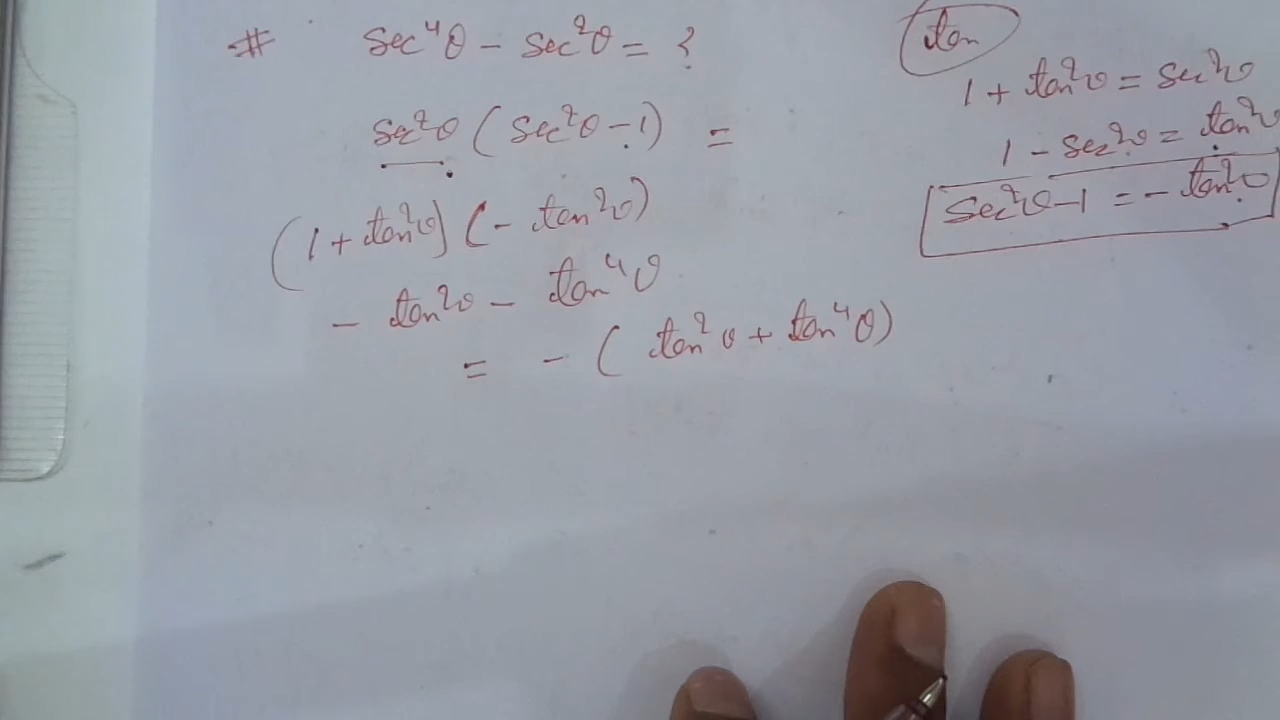 # sec⁴θ - sec²θ = ?
sec²θ (sec²θ - 1) =
(1 + tan²θ) (- tan²θ)
- tan²θ - tan⁴θ
= - (tan²θ + tan⁴θ)
tan
1 + tan²θ = sec²θ
1 - sec²θ = tan²θ
sec²θ - 1 = - tan²θ